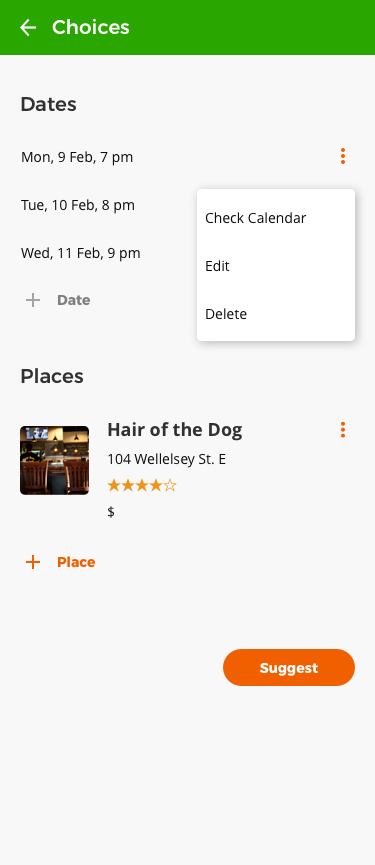 Choices
Dates
Mon, 9 Feb, 7 pm
Tue, 10 Feb, 8 pm
Check Calendar
Wed, 11 Feb, 9 pm
Edit
Date
Delete
Places
Hair of the Dog
104 Wellelsey St. E
$
Place
Suggest